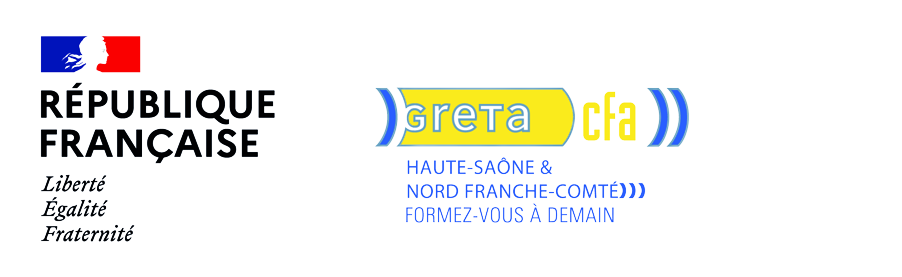 RÉPUBLIQUE
FRANÇAISE
Liberté
Égalité
Fraternité
GRETA cfa
HAUTE-SAÔNE &
NORD FRANCHE-COMTÉ
FORMEZ-VOUS À DEMAIN